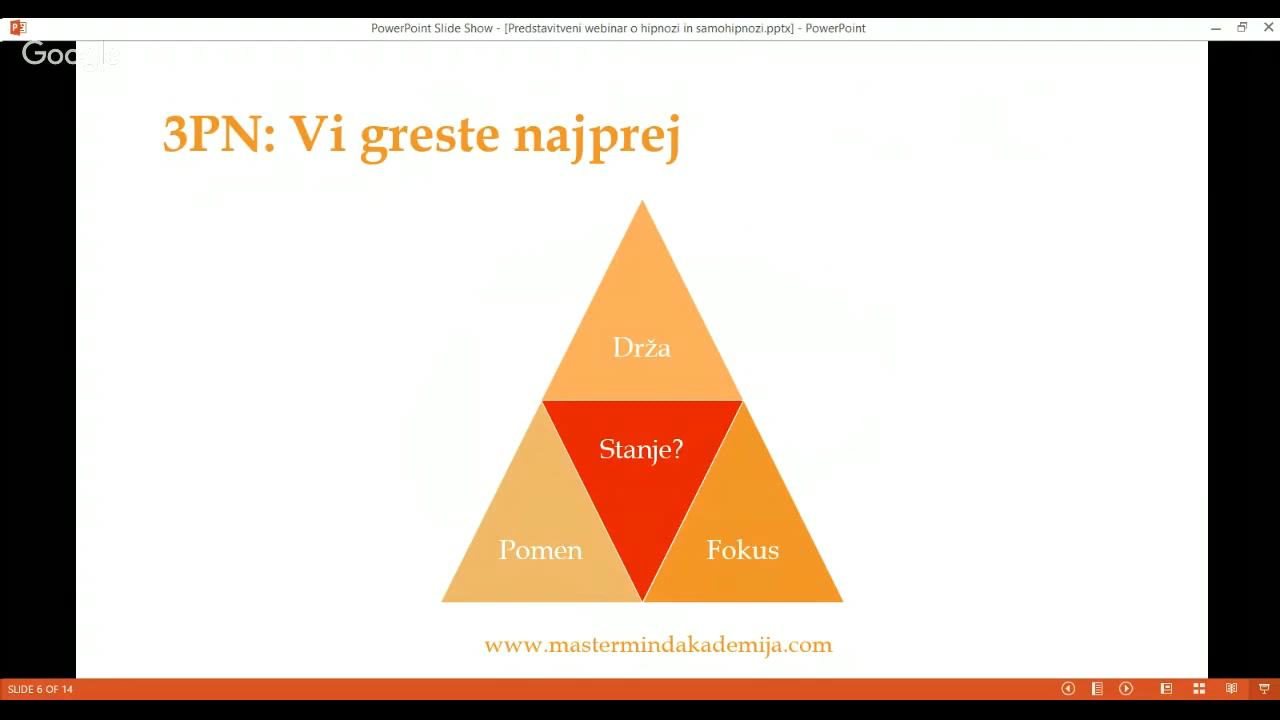 PowerPoint Slide Show - [Predstavitveni webinar o hipnozi in samohipnozi.pptx] - PowerPoint
Google
3PN: Vi greste najprej
Drža
Stanje?
Pomen
Fokus
www.mastermindakademija.com
SLIDE 6 OF 14